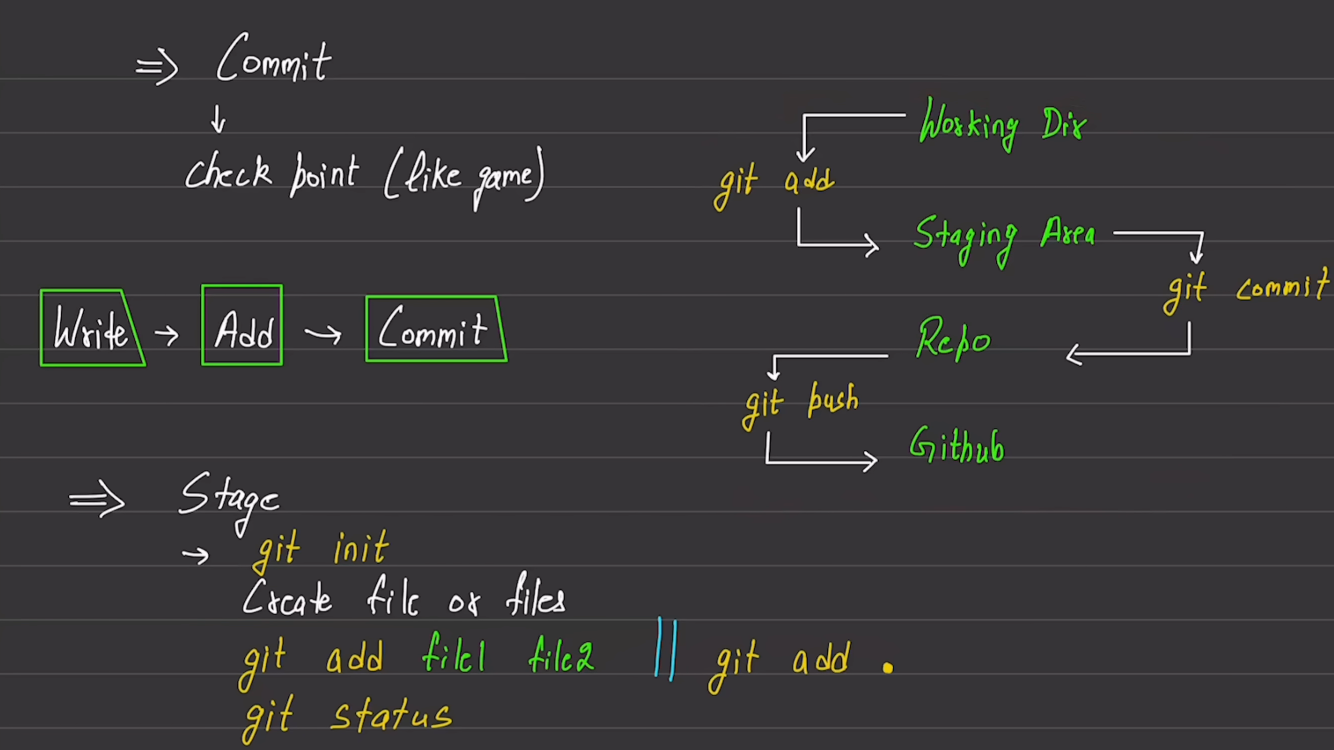 ⇒ Commit
↓
check point (like game)
Write → Add → Commit
Working Dir
git add
Staging Area
git commit
Repo
git push
Github
⇒ Stage
→ git init
Create file or files
git add file1 file2 || git add .
git status